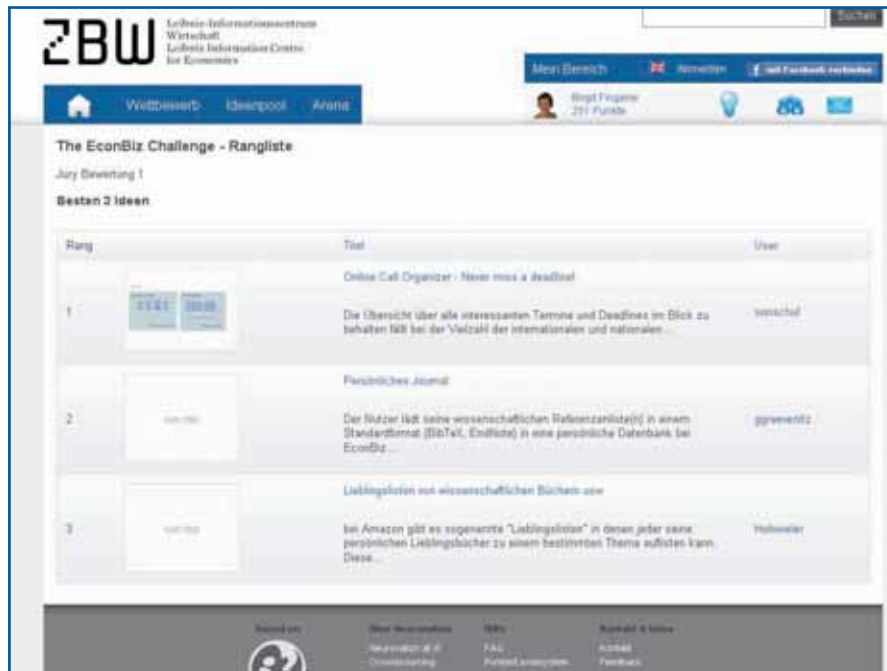 Suchen
ZBW
Leibniz-Informationszentrum
Wirtschaft
Leibniz Information Centre
for Economics
Mein Bereich Anmelden mit Facebook verbinden
Wettbewerb Ideenpool Arena
Birgit Fingerle
251 Punkte
The EconBiz Challenge - Rangliste
Jury Bewertung 1
Besten 3 Ideen
Rang Titel User
Online Call Organizer - Never miss a deadline!
1
Die Übersicht über alle interessanten Termine und Deadlines im Blick zu
behalten fällt bei der Vielzahl der internationalen und nationalen...
Persönliches Journal
2
Der Nutzer lädt seine wissenschaftlichen Referenzenliste(n) in einem
Standardformat (BibTeX, Endnote) in eine persönliche Datenbank bei
EconBiz...
Lieblingslisten von wissenschaftlichen Büchern usw
3
bei Amazon gibt es sogenannte "Lieblingslisten" in denen jeder seine
persönlichen Lieblingsbücher zu einem bestimmten Thema auflisten kann.
Diese...
Hilfe
FAQ
Kontakt
Feedback